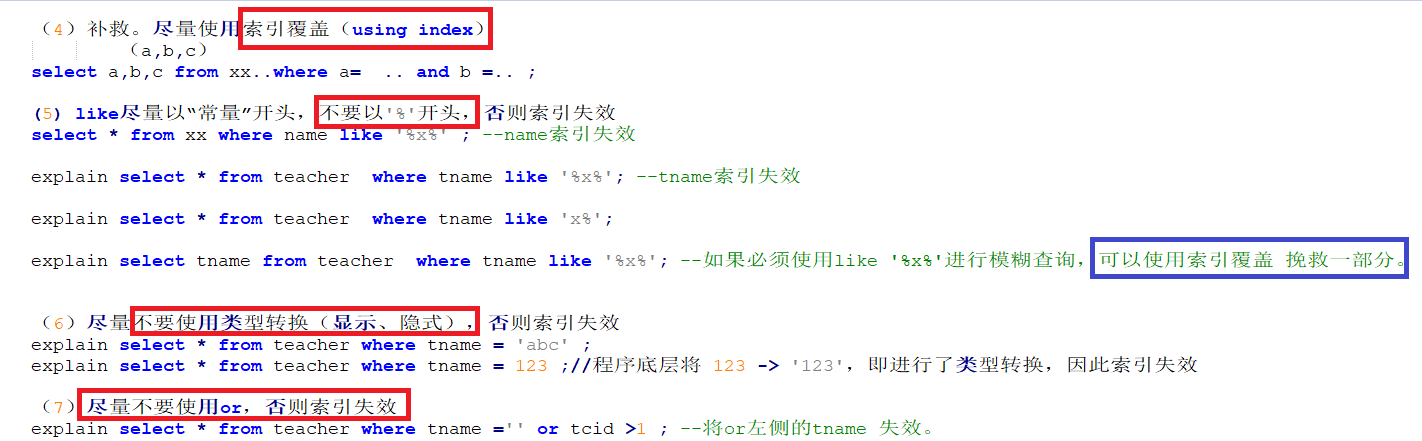 （4）补救。尽量使用索引覆盖（using index）
（a,b,c）
select a,b,c from xx..where a=  .. and b =.. ;
(5) like尽量以“常量”开头，不要以'%'开头，否则索引失效
select * from xx where name like '%x%' ; --name索引失效
explain select * from teacher  where tname like '%x%'; --tname索引失效
explain select * from teacher  where tname like 'x%';
explain select tname from teacher  where tname like '%x%'; --如果必须使用like '%x%'进行模糊查询，可以使用索引覆盖 挽救一部分。
（6）尽量不要使用类型转换（显示、隐式），否则索引失效
explain select * from teacher where tname = 'abc' ;
explain select * from teacher where tname = 123 ;//程序底层将 123 -> '123'，即进行了类型转换，因此索引失效
（7）尽量不要使用or，否则索引失效
explain select * from teacher where tname ='' or tcid >1 ; --将or左侧的tname 失效。